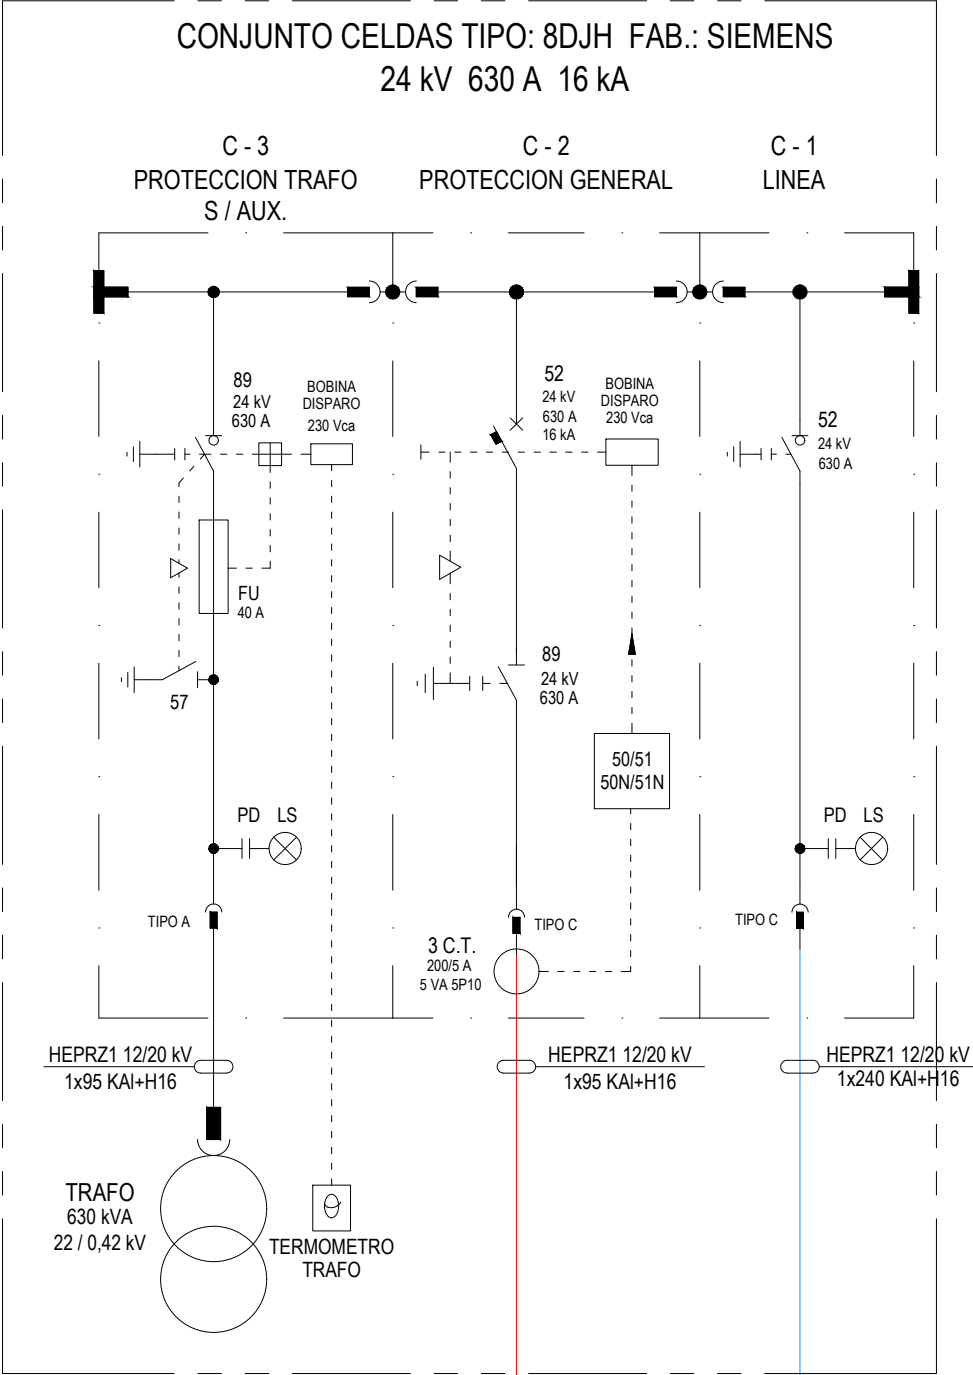 CONJUNTO CELDAS TIPO: 8DJH FAB.: SIEMENS
24 kV 630 A 16 kA
C - 3
PROTECCION TRAFO
S / AUX.
C - 2
PROTECCION GENERAL
C - 1
LINEA
89
24 kV
630 A
BOBINA
DISPARO
230 Vca
52
24 kV
630 A
16 kA
BOBINA
DISPARO
230 Vca
52
24 kV
630 A
FU
40 A
57
89
24 kV
630 A
50/51
50N/51N
PD LS
PD LS
TIPO A
TIPO C
TIPO C
3 C.T.
200/5 A
5 VA 5P10
HEPRZ1 12/20 kV
1x95 KAl+H16
HEPRZ1 12/20 kV
1x95 KAl+H16
HEPRZ1 12/20 kV
1x240 KAl+H16
TRAFO
630 kVA
22 / 0,42 kV
TERMOMETRO
TRAFO